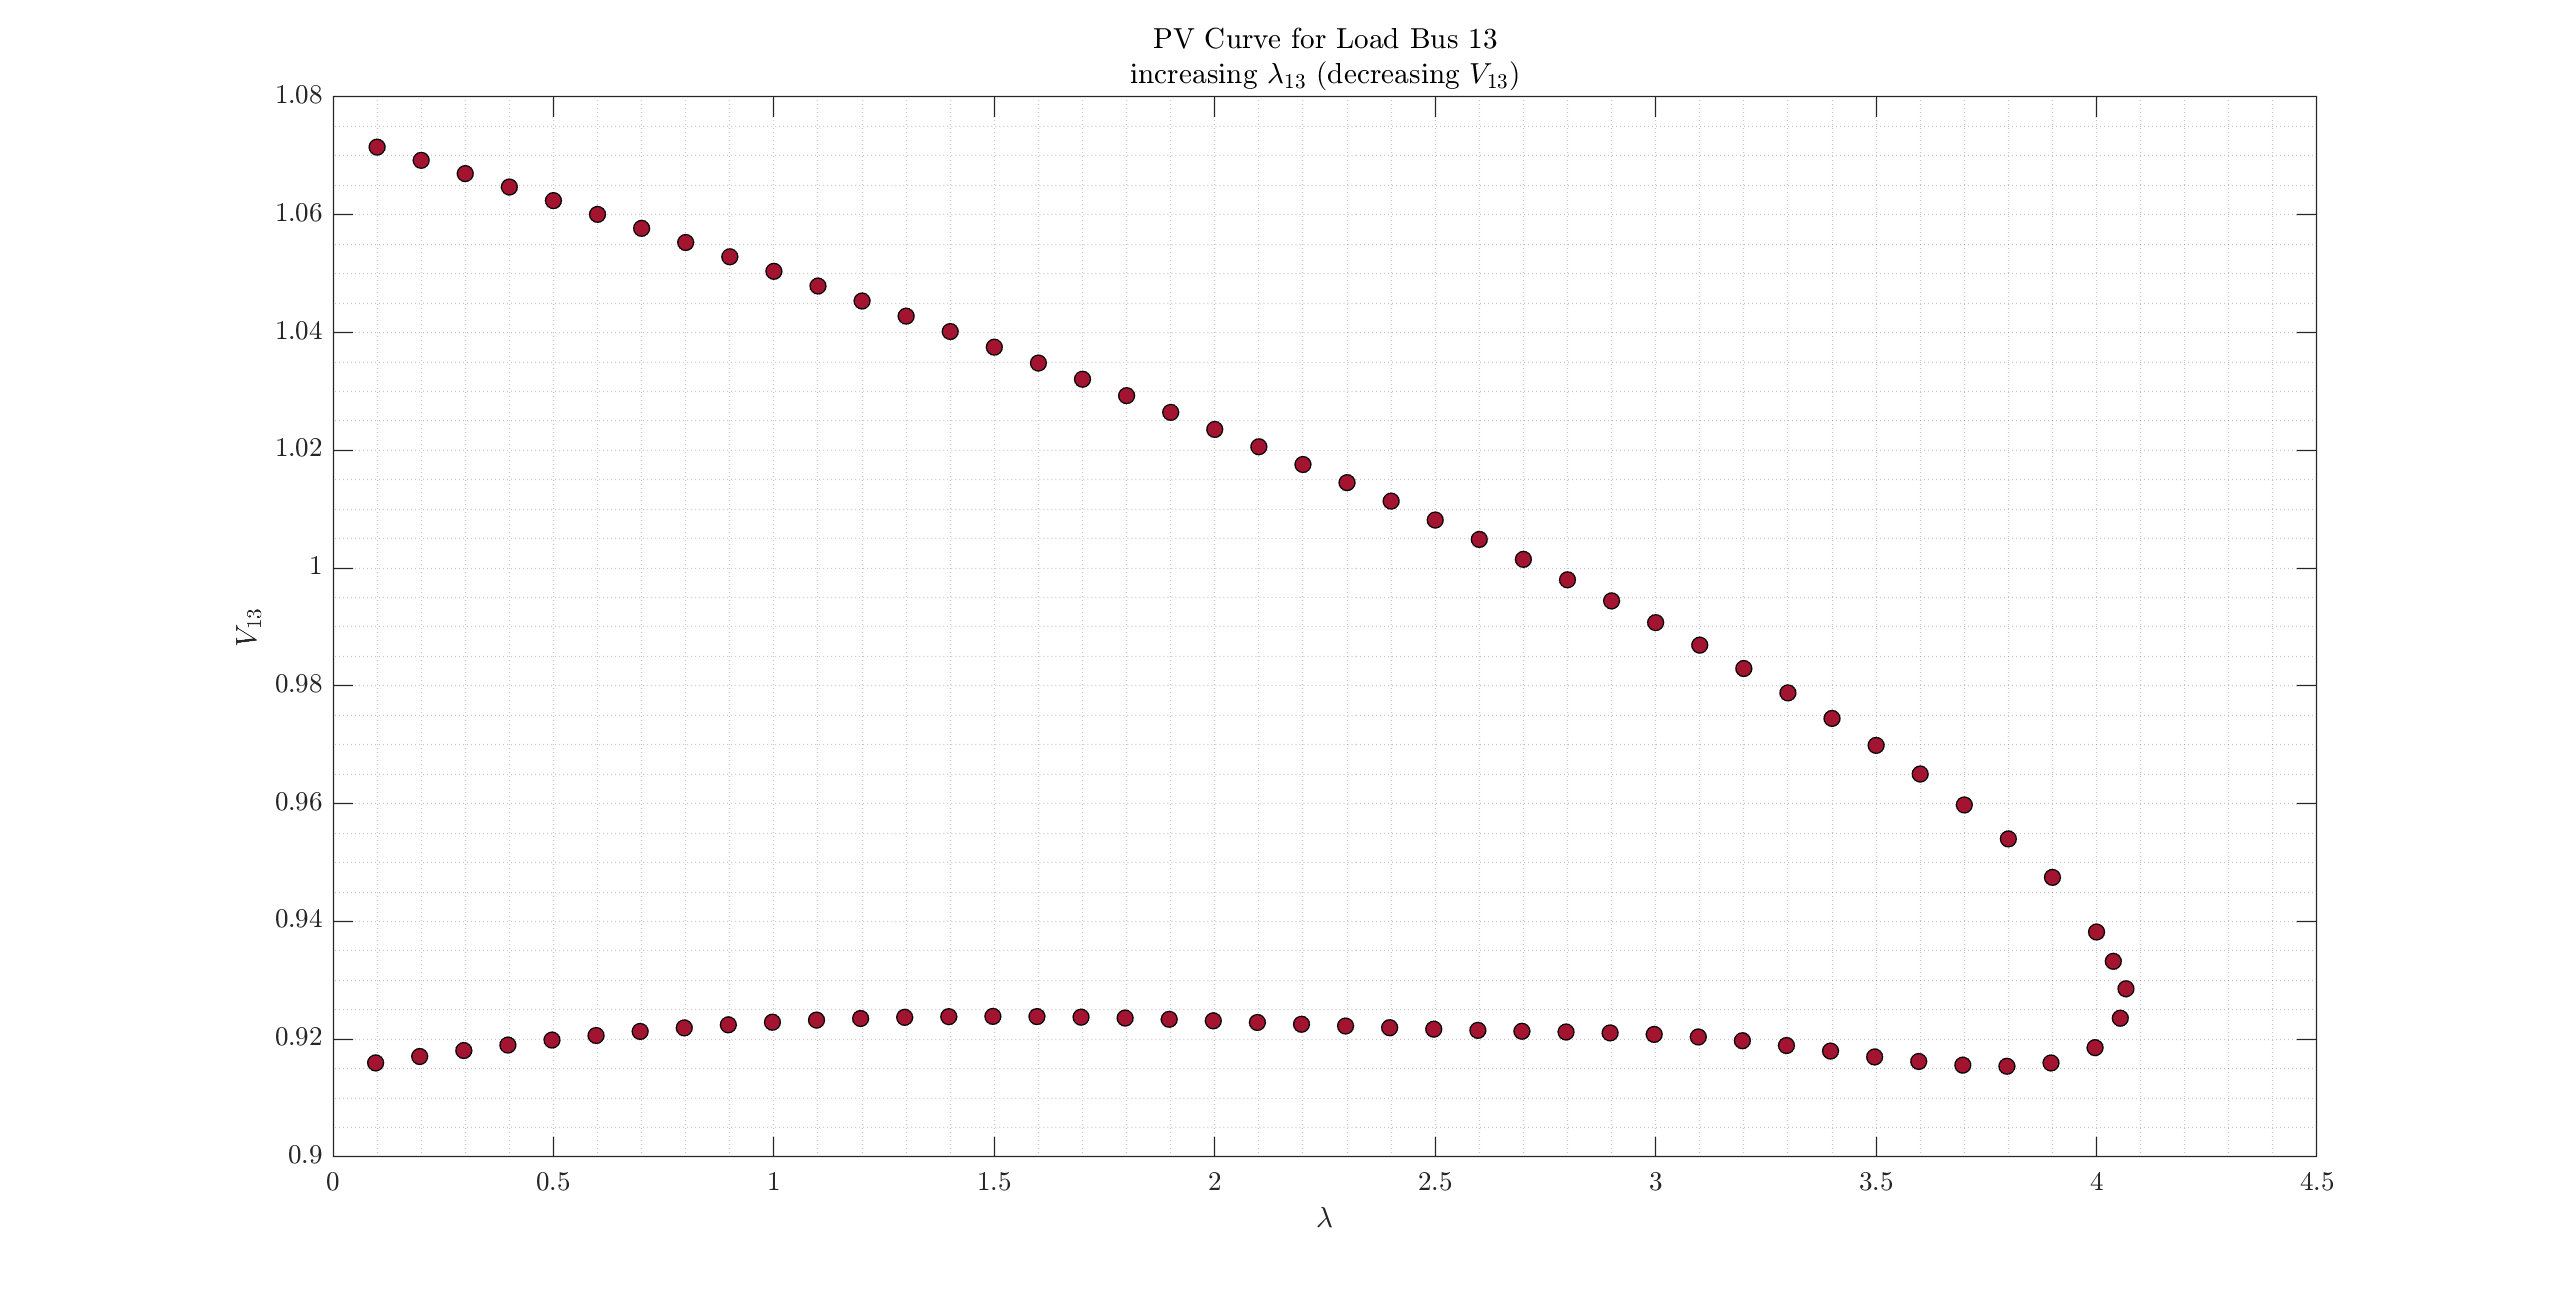 PV Curve for Load Bus 13
increasing λ₁₃ (decreasing V₁₃)
1.08
1.06
1.04
1.02
1
0.98
0.96
0.94
0.92
0.9
V₁₃
0 0.5 1 1.5 2 2.5 3 3.5 4 4.5
λ